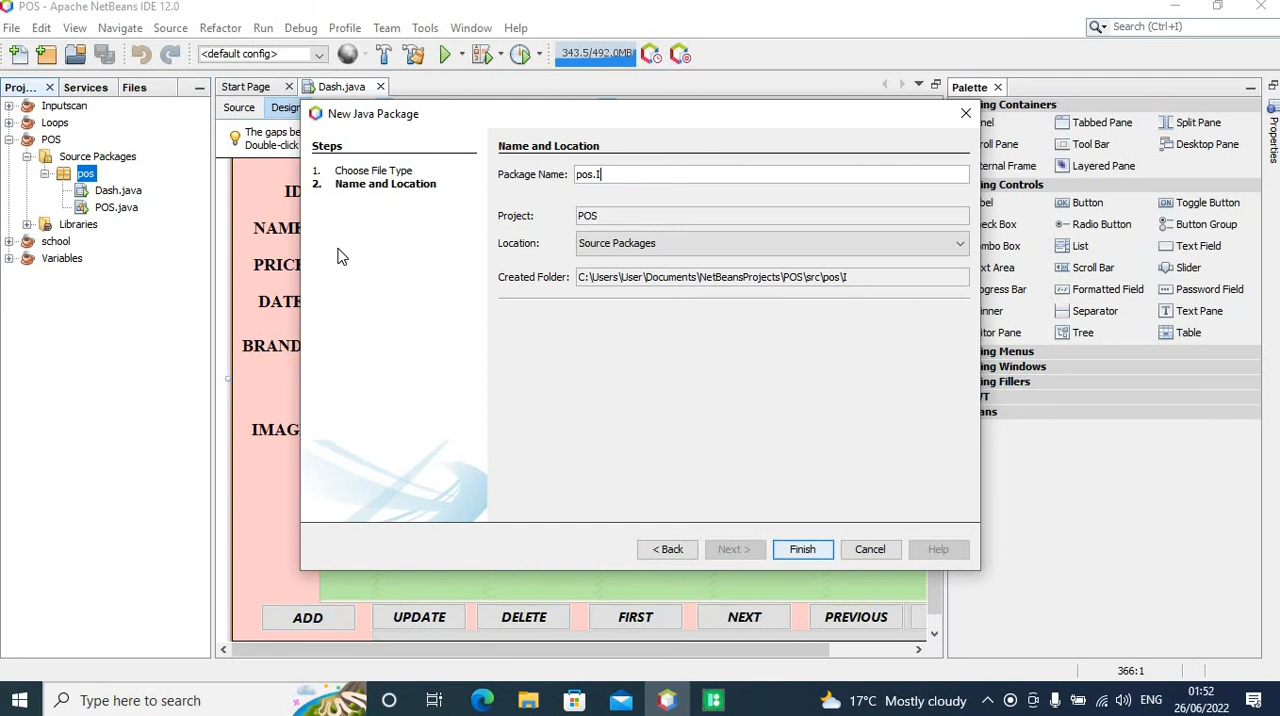 POS - Apache NetBeans IDE 12.0
File Edit View Navigate Source Refactor Run Debug Profile Team Tools Window Help
Search (Ctrl+I)
<default config>
343.5/492.0MB
Proj... Services Files
Start Page Dash.java
Palette
Source Design
The gaps be
Double-click
Inputscan
Loops
POS
Source Packages
pos
Dash.java
POS.java
Libraries
school
Variables
ID
NAME
PRICE
DATE
BRAND
IMAG
New Java Package
Steps
1. Choose File Type
2. Name and Location
Name and Location
Package Name: pos.I
Project: POS
Location: Source Packages
Created Folder: C:\Users\User\Documents\NetBeansProjects\POS\src\pos\I
< Back Next > Finish Cancel Help
ing Containers
nel Tabbed Pane Split Pane
roll Pane Tool Bar Desktop Pane
ernal Frame Layered Pane
ing Controls
bel Button Toggle Button
eck Box Radio Button Button Group
mbo Box List Text Field
xt Area Scroll Bar Slider
ogress Bar Formatted Field Password Field
inner Separator Text Pane
itor Pane Tree Table
ing Menus
ing Windows
ing Fillers
VT
ans
Properties
ADD UPDATE DELETE FIRST NEXT PREVIOUS
366:1
Type here to search
17°C Mostly cloudy
ENG
01:52
26/06/2022